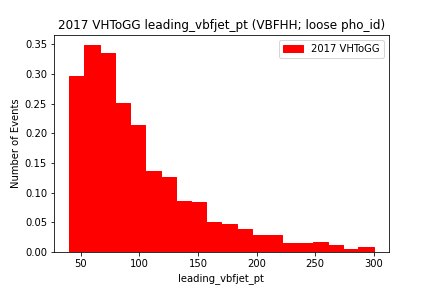 2017 VHToGG leading_vbfjet_pt (VBFHH; loose pho_id)
2017 VHToGG
Number of Events
0.35
0.30
0.25
0.20
0.15
0.10
0.05
0.00
50 100 150 200 250 300
leading_vbfjet_pt